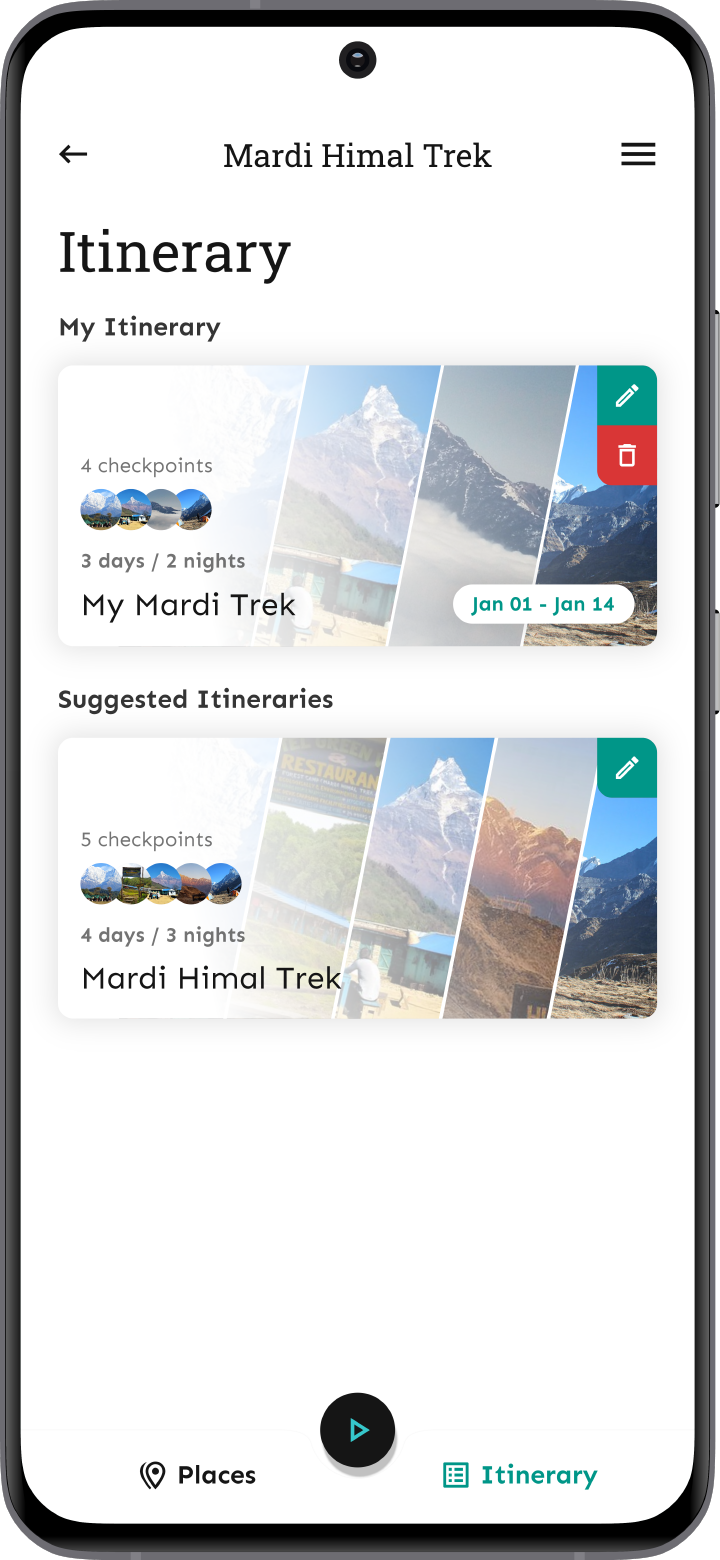 Mardi Himal Trek
Itinerary
My Itinerary
4 checkpoints
3 days / 2 nights
My Mardi Trek
Jan 01 - Jan 14
Suggested Itineraries
RESTAURAN
5 checkpoints
4 days / 3 nights
Mardi Himal Trek
Places
Itinerary